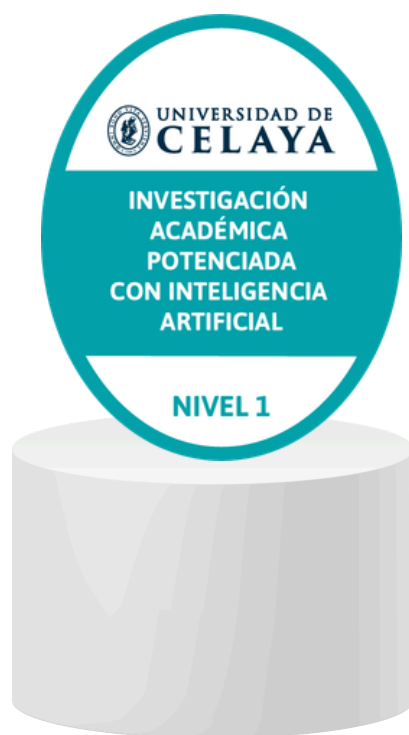 UNIVERSIDAD DE
CELAYA
INVESTIGACIÓN
ACADÉMICA
POTENCIADA
CON INTELIGENCIA
ARTIFICIAL
NIVEL 1